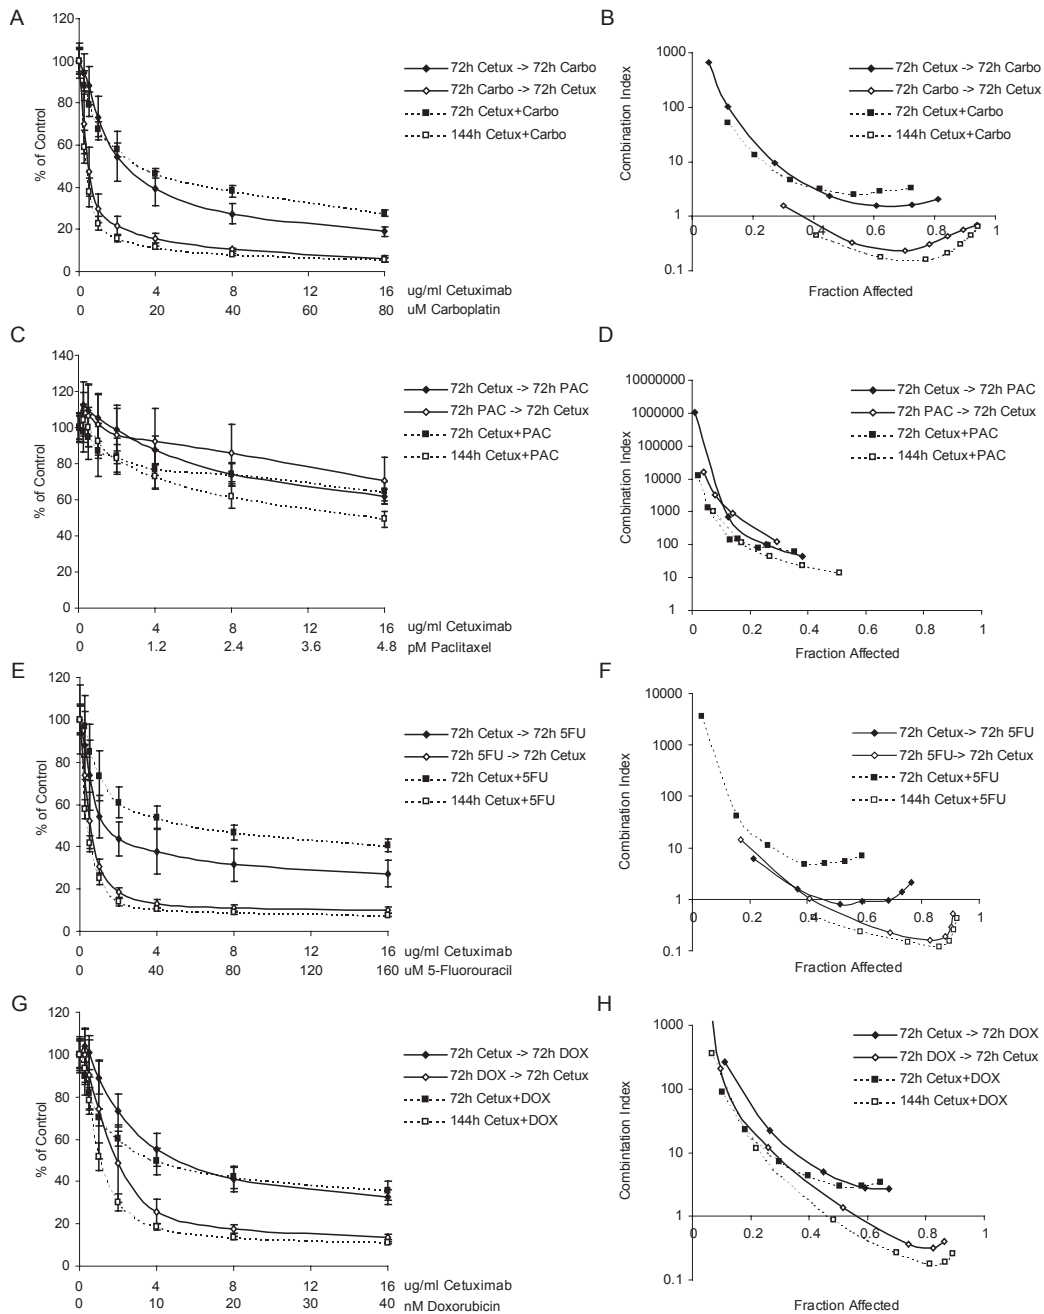 A
120
100
80
60
40
20
0
% of Control
0 4 8 12 16 ug/ml Cetuximab
0 20 40 60 80 uM Carboplatin
72h Cetux -> 72h Carbo
72h Carbo -> 72h Cetux
72h Cetux+Carbo
144h Cetux+Carbo
B
1000
100
10
1
0.1
Combination Index
0 0.2 0.4 0.6 0.8 1
Fraction Affected
72h Cetux -> 72h Carbo
72h Carbo -> 72h Cetux
72h Cetux+Carbo
144h Cetux+Carbo
C
140
120
100
80
60
40
20
0
% of Control
0 4 8 12 16 ug/ml Cetuximab
0 1.2 2.4 3.6 4.8 pM Paclitaxel
72h Cetux -> 72h PAC
72h PAC -> 72h Cetux
72h Cetux+PAC
144h Cetux+PAC
D
10000000
1000000
100000
10000
1000
100
10
1
Combination Index
0 0.2 0.4 0.6 0.8 1
Fraction Affected
72h Cetux -> 72h PAC
72h PAC -> 72h Cetux
72h Cetux+PAC
144h Cetux+PAC
E
120
100
80
60
40
20
0
% of Control
0 4 8 12 16 ug/ml Cetuximab
0 40 80 120 160 uM 5-Fluorouracil
72h Cetux -> 72h 5FU
72h 5FU -> 72h Cetux
72h Cetux+5FU
144h Cetux+5FU
F
10000
1000
100
10
1
0.1
Combination Index
0 0.2 0.4 0.6 0.8 1
Fraction Affected
72h Cetux -> 72h 5FU
72h 5FU-> 72h Cetux
72h Cetux+5FU
144h Cetux+5FU
G
120
100
80
60
40
20
0
% of Control
0 4 8 12 16 ug/ml Cetuximab
0 10 20 30 40 nM Doxorubicin
72h Cetux -> 72h DOX
72h DOX -> 72h Cetux
72h Cetux+DOX
144h Cetux+DOX
H
1000
100
10
1
0.1
Combintation Index
0 0.2 0.4 0.6 0.8 1
Fraction Affected
72h Cetux -> 72h DOX
72h DOX -> 72h Cetux
72h Cetux+DOX
144h Cetux+DOX